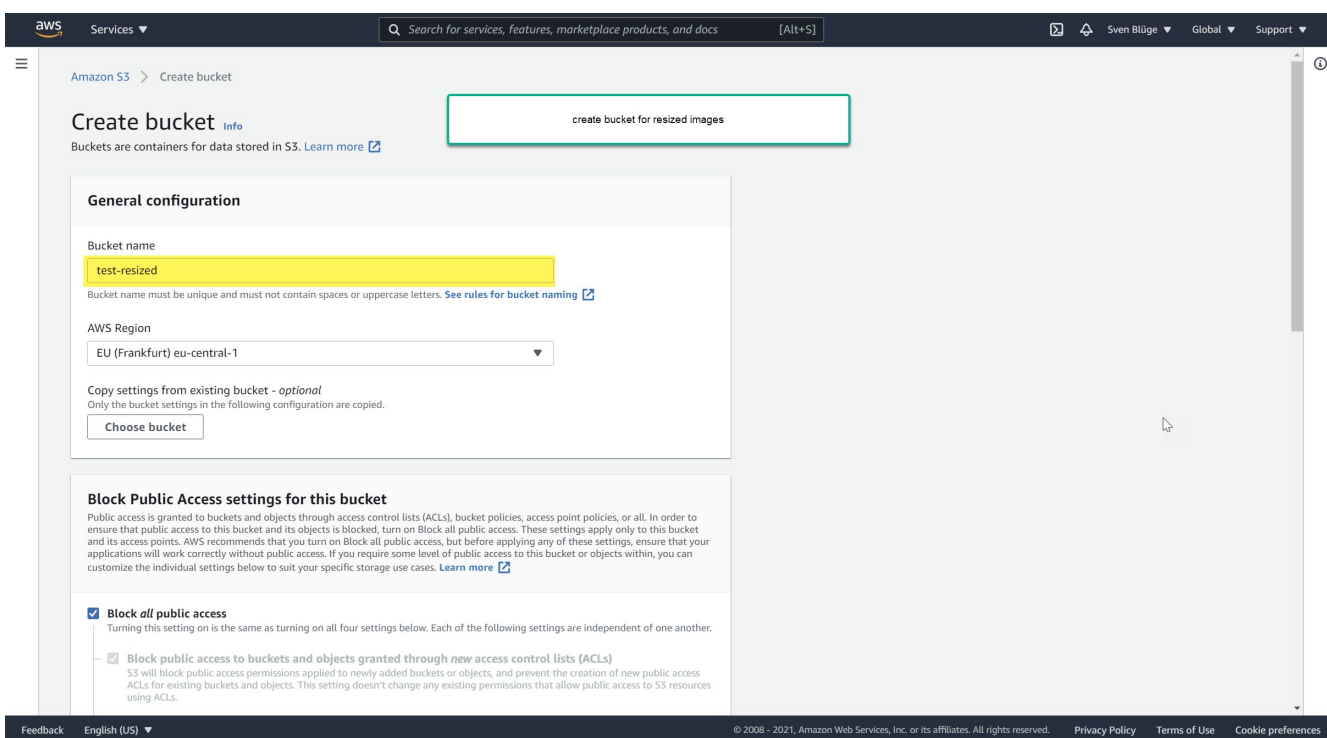 aws
Services
Search for services, features, marketplace products, and docs
[Alt+S]
Sven Blüge
Global
Support
Amazon S3 > Create bucket
Create bucket Info
Buckets are containers for data stored in S3. Learn more
create bucket for resized images
General configuration
Bucket name
test-resized
Bucket name must be unique and must not contain spaces or uppercase letters. See rules for bucket naming
AWS Region
EU (Frankfurt) eu-central-1
Copy settings from existing bucket - optional
Only the bucket settings in the following configuration are copied.
Choose bucket
Block Public Access settings for this bucket
Public access is granted to buckets and objects through access control lists (ACLs), bucket policies, access point policies, or all. In order to
ensure that public access to this bucket and its objects is blocked, turn on Block all public access. These settings apply only to this bucket
and its access points. AWS recommends that you turn on Block all public access, but before applying any of these settings, ensure that your
applications will work correctly without public access. If you require some level of public access to this bucket or objects within, you can
customize the individual settings below to suit your specific storage use cases. Learn more
Block all public access
Turning this setting on is the same as turning on all four settings below. Each of the following settings are independent of one another.
Block public access to buckets and objects granted through new access control lists (ACLs)
S3 will block public access permissions applied to newly added buckets or objects, and prevent the creation of new public access
ACLs for existing buckets and objects. This setting doesn't change any existing permissions that allow public access to S3 resources
using ACLs.
Feedback
English (US)
© 2008 - 2021, Amazon Web Services, Inc. or its affiliates. All rights reserved.
Privacy Policy
Terms of Use
Cookie preferences